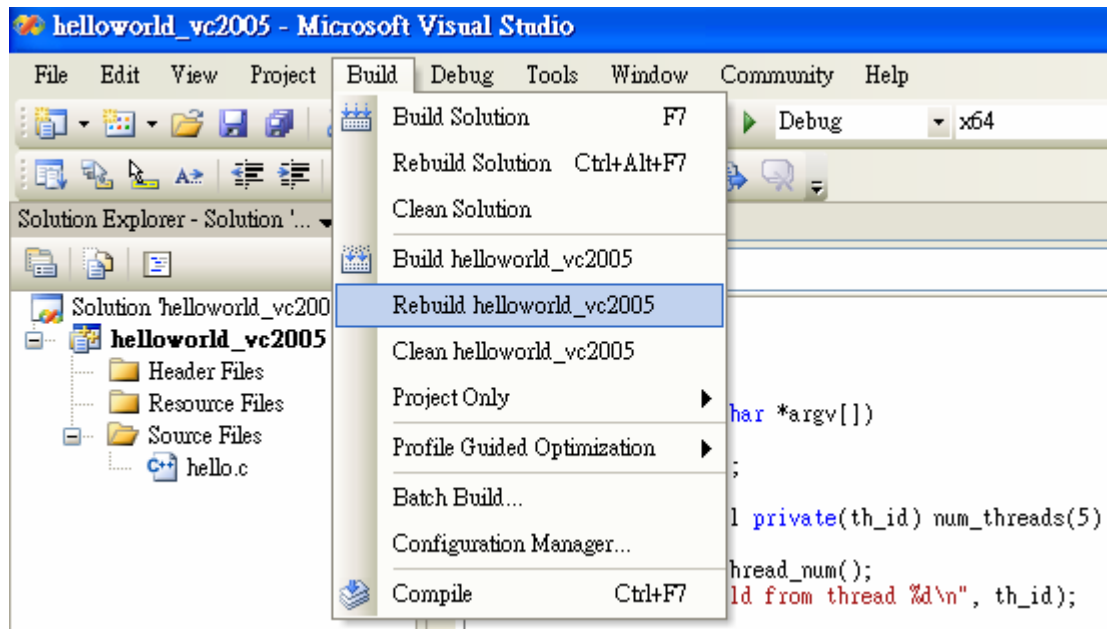 helloworld_vc2005 - Microsoft Visual Studio
File Edit View Project Build Debug Tools Window Community Help
Build Solution F7
Debug x64
Rebuild Solution Ctrl+Alt+F7
Clean Solution
Solution Explorer - Solution '...
Build helloworld_vc2005
Rebuild helloworld_vc2005
Clean helloworld_vc2005
Project Only
Profile Guided Optimization
Batch Build...
Configuration Manager...
Compile Ctrl+F7
Solution 'helloworld_vc200
helloworld_vc2005
Header Files
Resource Files
Source Files
hello.c
har *argv[])
;
l private(th_id) num_threads(5)
hread_num();
ld from thread %d\n", th_id);